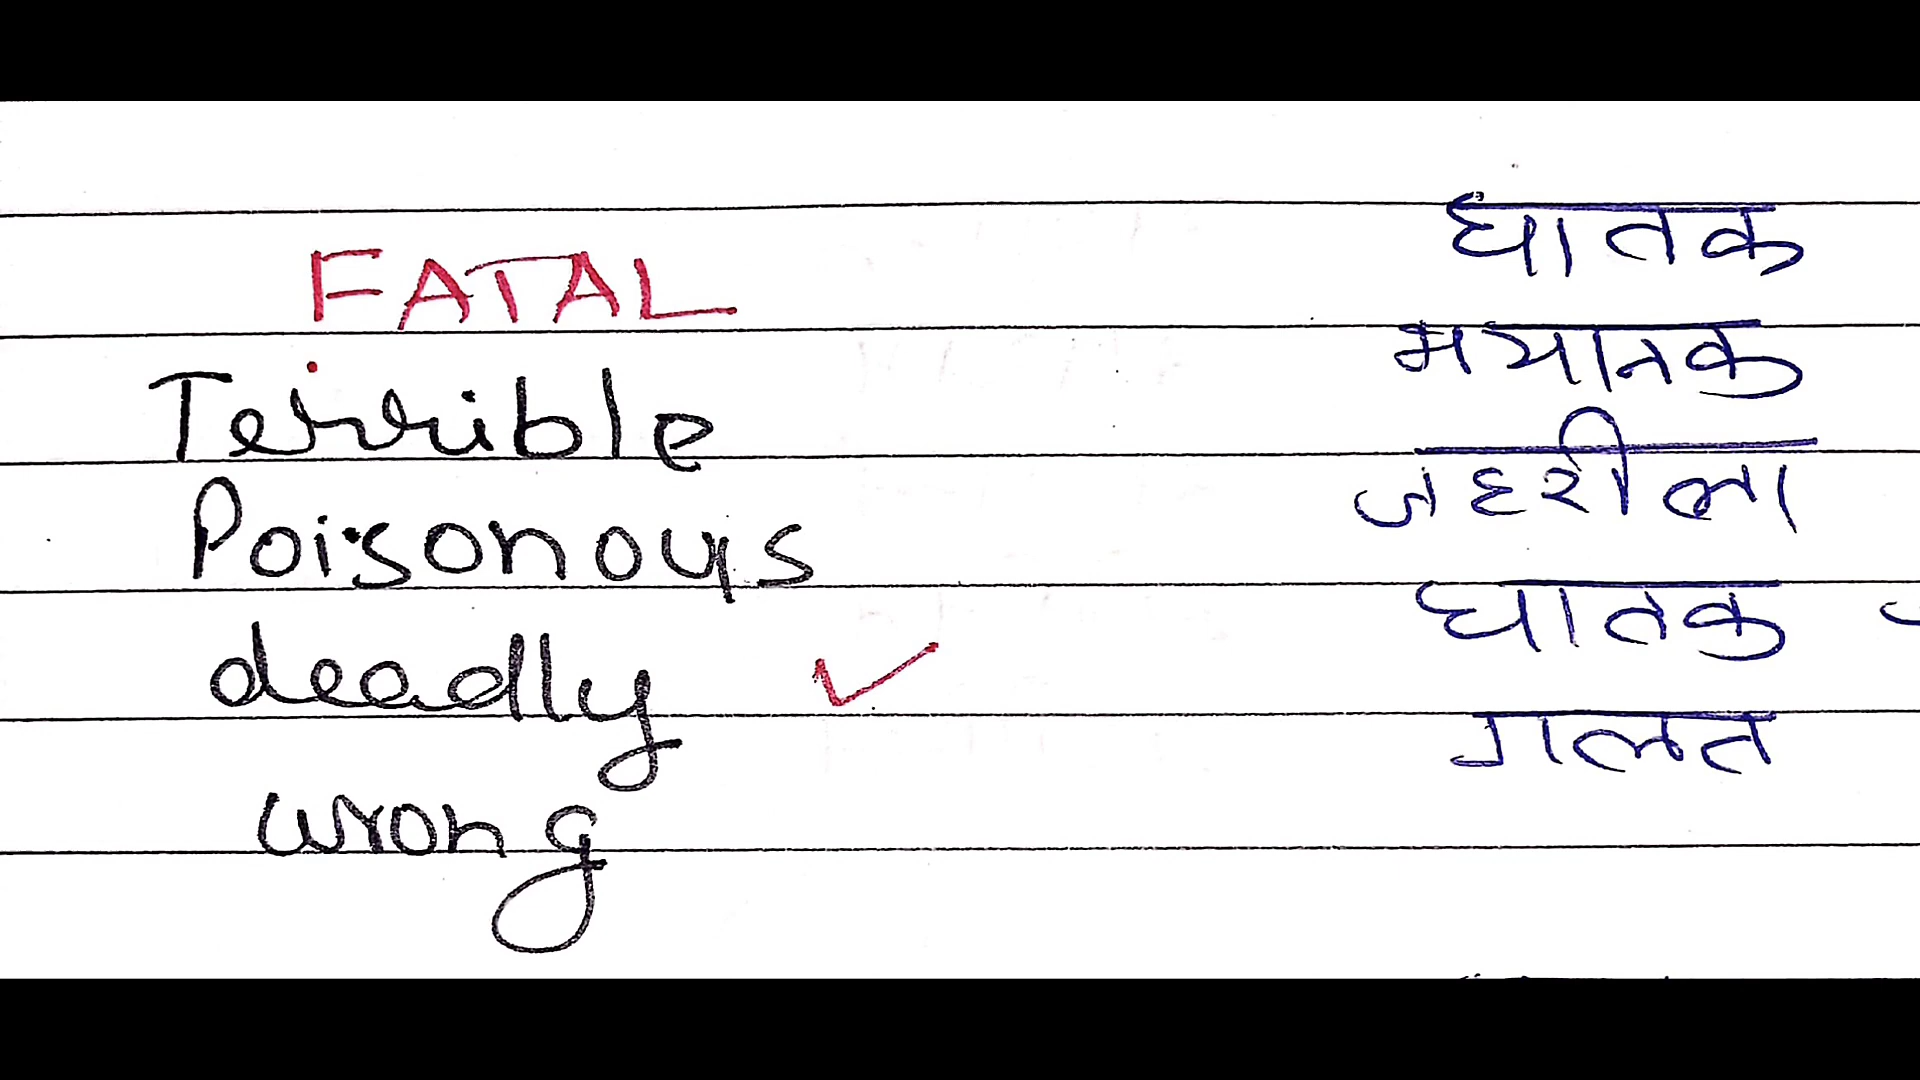 FATAL घातक
Terrible भयानक
Poisonous जहरीला
deadly ✓ घातक
wrong गलत